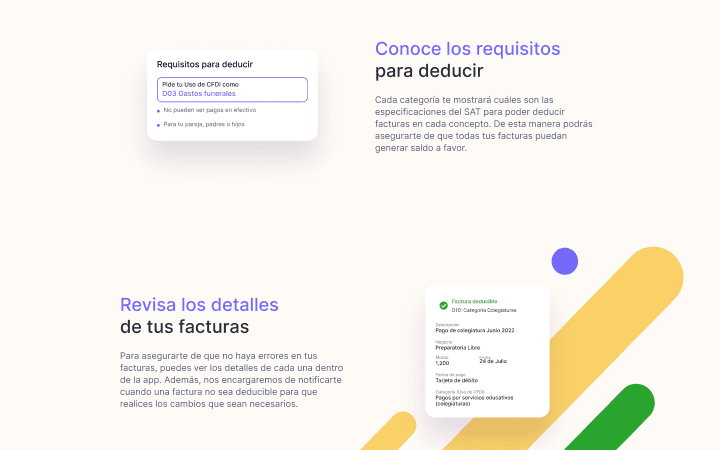 Requisitos para deducir
Pide tu Uso de CFDI como
D03 Gastos funerales
No pueden ser pagos en efectivo
Para tu pareja, padres o hijos
Conoce los requisitos
para deducir
Cada categoría te mostrará cuáles son las
especificaciones del SAT para poder deducir
facturas en cada concepto. De esta manera podrás
asegurarte de que todas tus facturas puedan
generar saldo a favor.
Revisa los detalles
de tus facturas
Para asegurarte de que no haya errores en tus
facturas, puedes ver los detalles de cada una dentro
de la app. Además, nos encargaremos de notificarte
cuando una factura no sea deducible para que
realices los cambios que sean necesarios.
Factura deducible
D10: Categoría Colegiaturas
Descripción
Pago de colegiatura Junio 2022
Negocio
Preparatoria Libre
Monto
1,200
Fecha
24 de Julio
Forma de pago
Tarjeta de débito
Categoría (Uso de CFDI)
Pagos por servicios educativos
(colegiaturas)